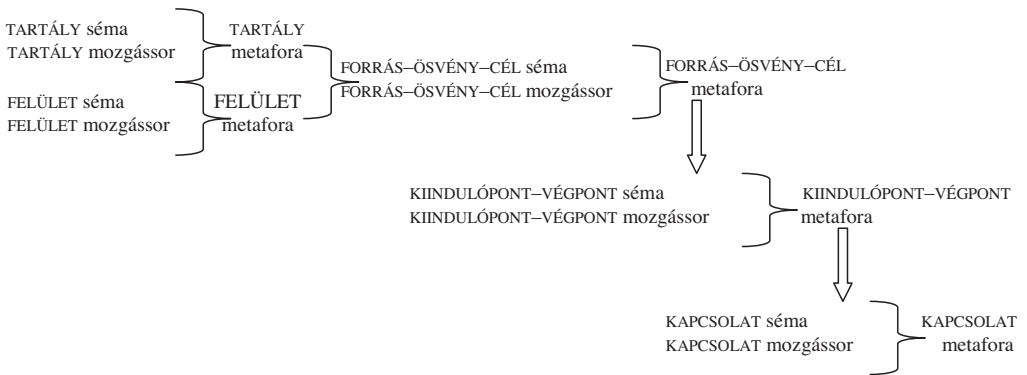 TARTÁLY séma
TARTÁLY mozgássor
TARTÁLY
metafora
FELÜLET séma
FELÜLET mozgássor
FELÜLET
metafora
FORRÁS–ÖSVÉNY–CÉL séma
FORRÁS–ÖSVÉNY–CÉL mozgássor
FORRÁS–ÖSVÉNY–CÉL
metafora
KIINDULÓPONT–VÉGPONT séma
KIINDULÓPONT–VÉGPONT mozgássor
KIINDULÓPONT–VÉGPONT
metafora
KAPCSOLAT séma
KAPCSOLAT mozgássor
KAPCSOLAT
metafora